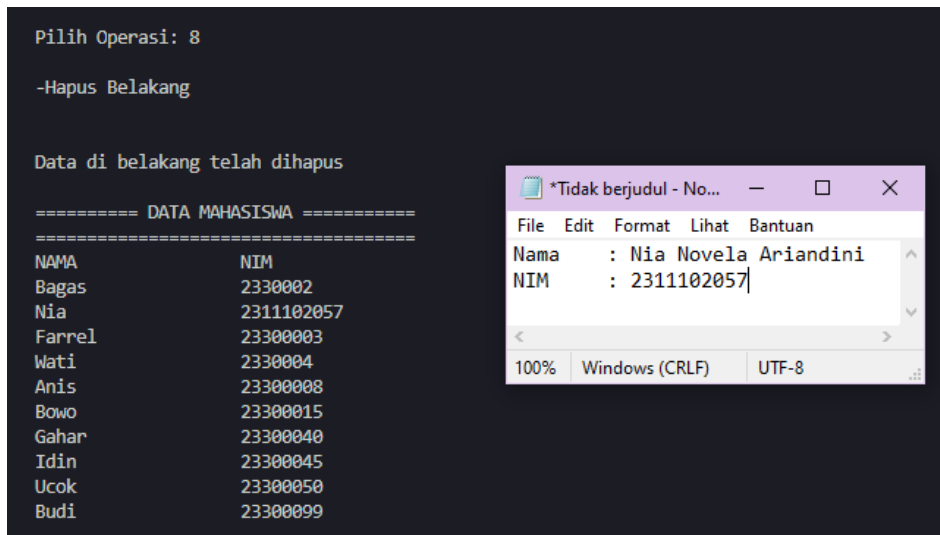 Pilih Operasi: 8
-Hapus Belakang
Data di belakang telah dihapus
========== DATA MAHASISWA ===========
=====================================
NAMA NIM
Bagas 2330002
Nia 2311102057
Farrel 23300003
Wati 2330004
Anis 23300008
Bowo 23300015
Gahar 23300040
Idin 23300045
Ucok 23300050
Budi 23300099
*Tidak berjudul - No...
File Edit Format Lihat Bantuan
Nama : Nia Novela Ariandini
NIM : 2311102057
100% Windows (CRLF) UTF-8